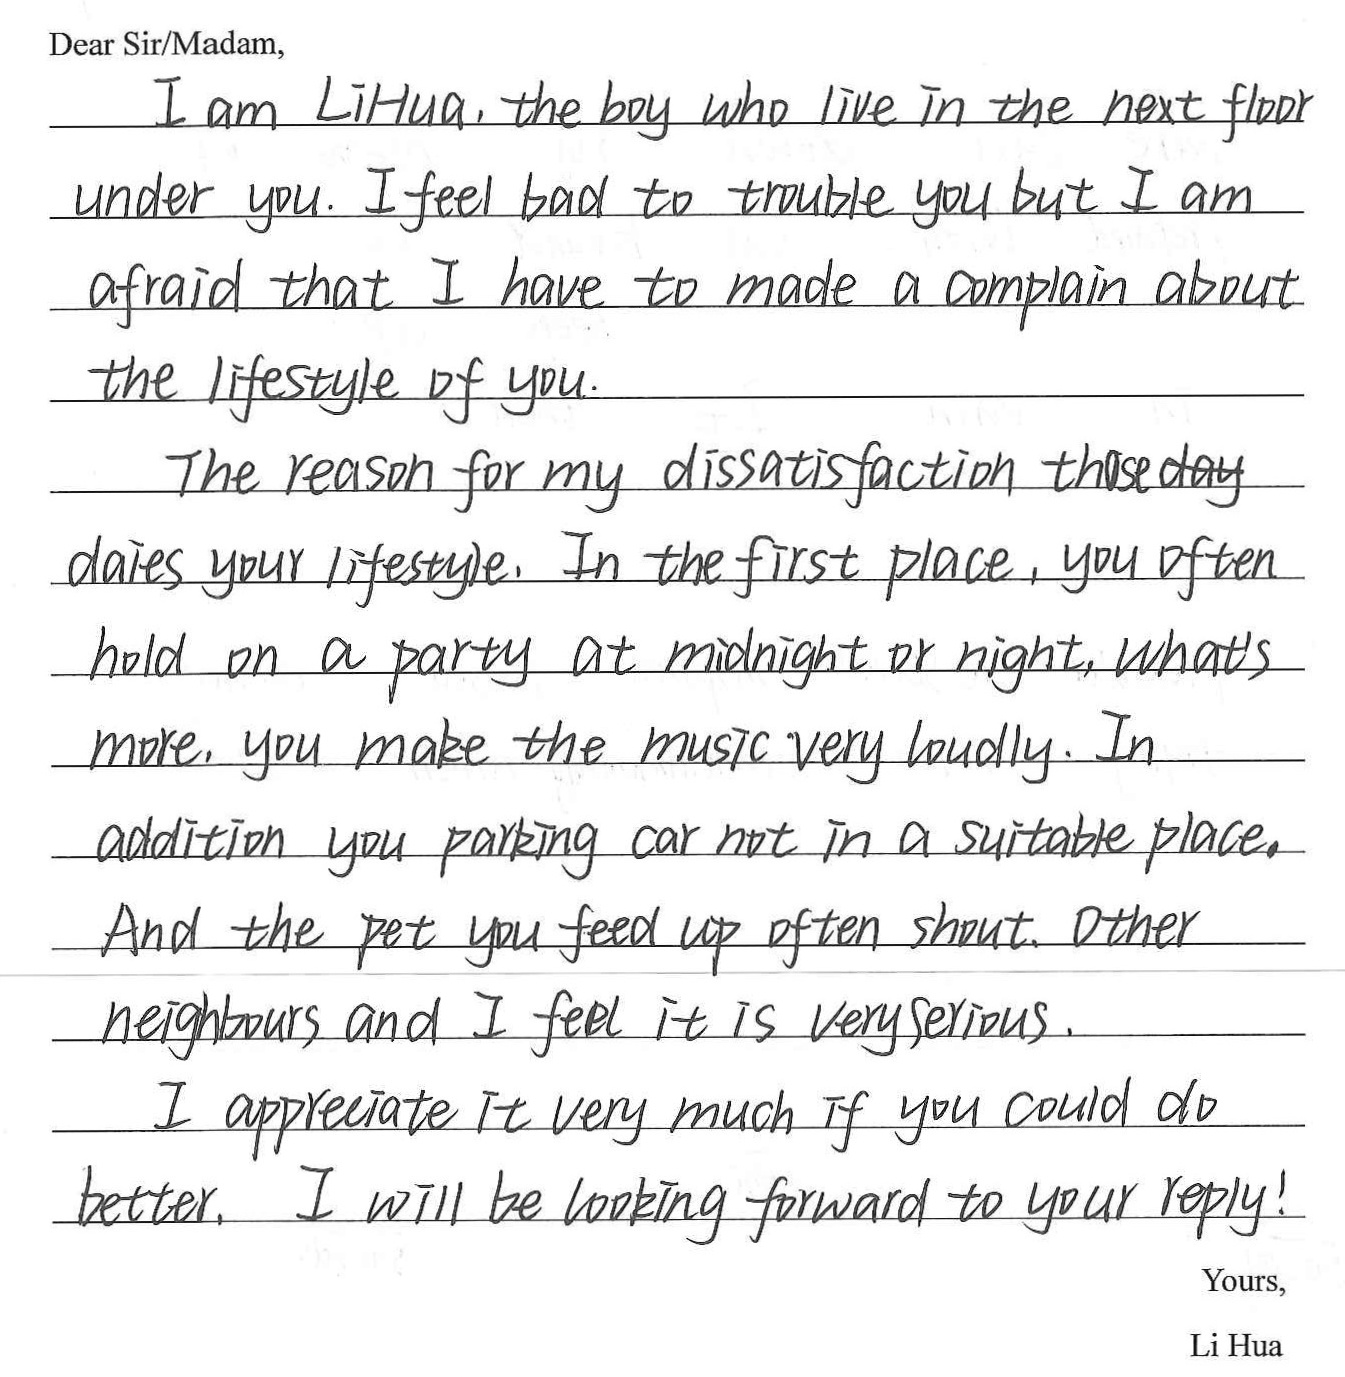 Dear Sir/Madam,
I am LiHua, the boy who live in the next floor
under you. I feel bad to trouble you but I am
afraid that I have to made a complain about
the lifestyle of you.
The reason for my dissatisfaction those day
daies your lifestyle. In the first place, you often
hold on a party at midnight or night, what's
more, you make the music very loudly. In
addition you parking car not in a suitable place.
And the pet you feed up often shout. Other
neighbours and I feel it is very serious.
I appreciate it very much if you could do
better. I will be looking forward to your reply!
Yours,
Li Hua